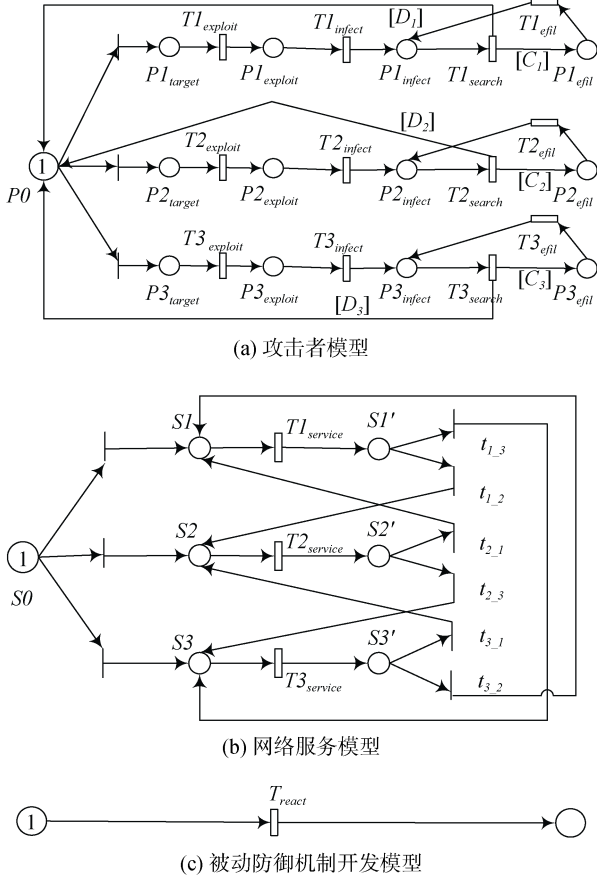 T1exploit T1infect [D1] T1efil
[C1]
P1target P1exploit P1infect T1search P1efil
[D2]
1 T2exploit T2infect T2efil
P0 [C2]
P2target P2exploit P2infect T2search P2efil
T3exploit T3infect T3efil
[C3]
P3target P3exploit P3infect T3search P3efil
[D3]
(a) 攻击者模型
S1 T1service S1'
t1_3
t1_2
S2 S2'
t2_1
1 T2service
S0 t2_3
S3 S3' t3_1
T3service t3_2
(b) 网络服务模型
Treact
1
(c) 被动防御机制开发模型